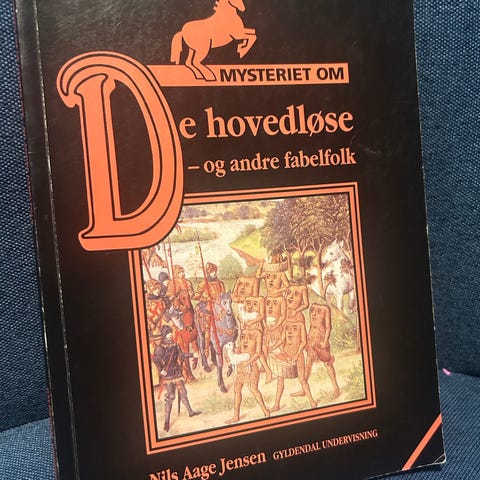 MYSTERIET OM
De hovedløse
– og andre fabelfolk
Nils Aage Jensen GYLDENDAL UNDERVISNING